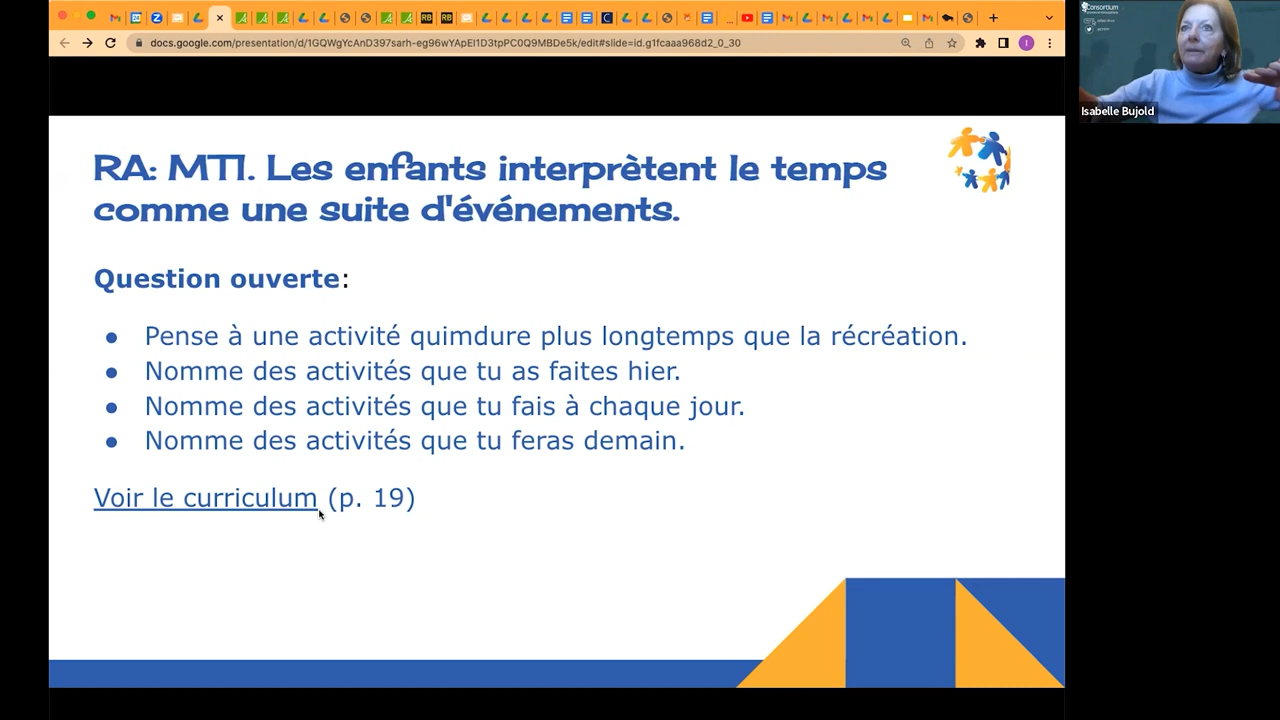 docs.google.com/presentation/d/1GQWgYcAnD397sarh-eg96wYApEI1D3tpPC0Q9MBDe5k/edit#slide=id.g1fcaaa968d2_0_30
Consortium
Isabelle Bujold
RA: MT1. Les enfants interprètent le temps
comme une suite d'événements.
Question ouverte:
● Pense à une activité quimdure plus longtemps que la récréation.
● Nomme des activités que tu as faites hier.
● Nomme des activités que tu fais à chaque jour.
● Nomme des activités que tu feras demain.
Voir le curriculum (p. 19)